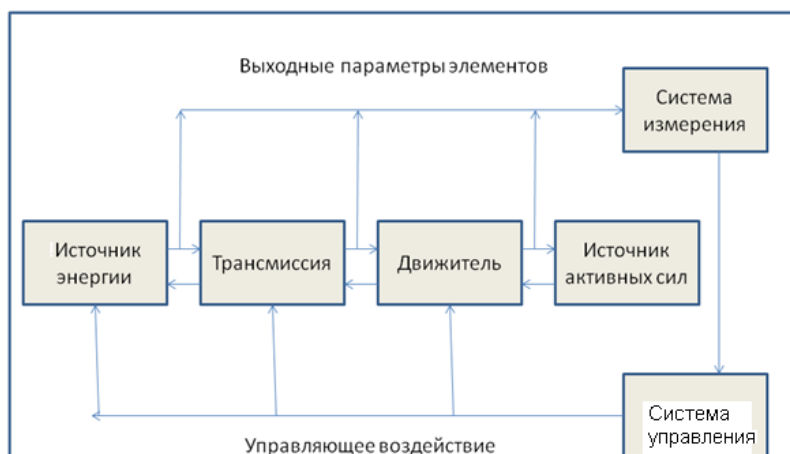 Выходные параметры элементов
Система
измерения
Источник
энергии
Трансмиссия
Движитель
Источник
активных сил
Система
управления
Управляющее воздействие